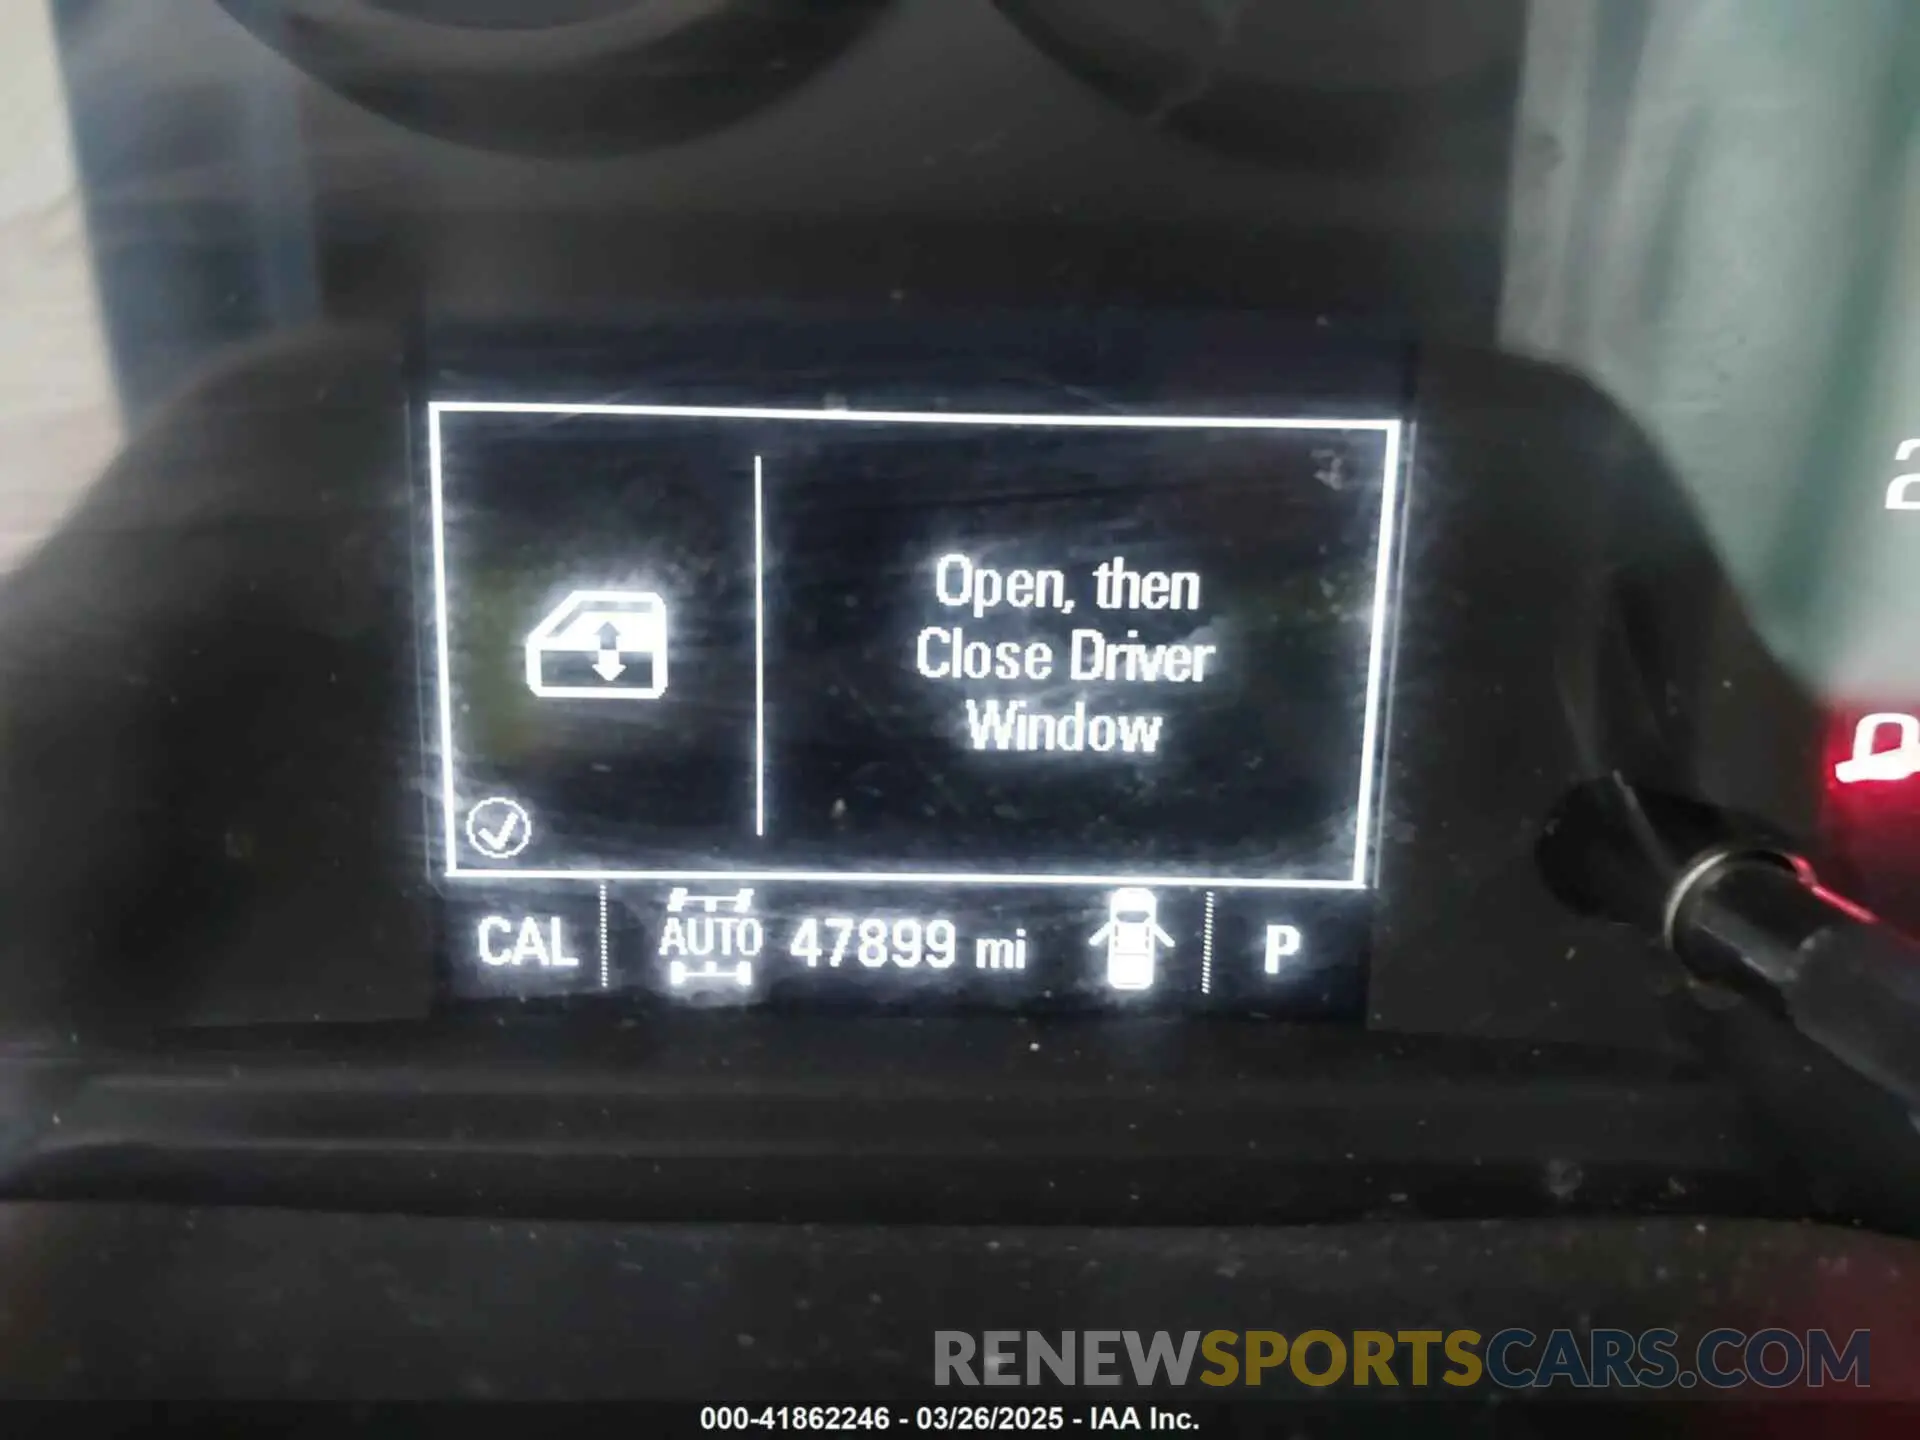 Open, then
Close Driver
Window
CAL AUTO 47899 mi P
RENEWSPORTSCARS.COM
000-41862246 - 03/26/2025 - IAA Inc.